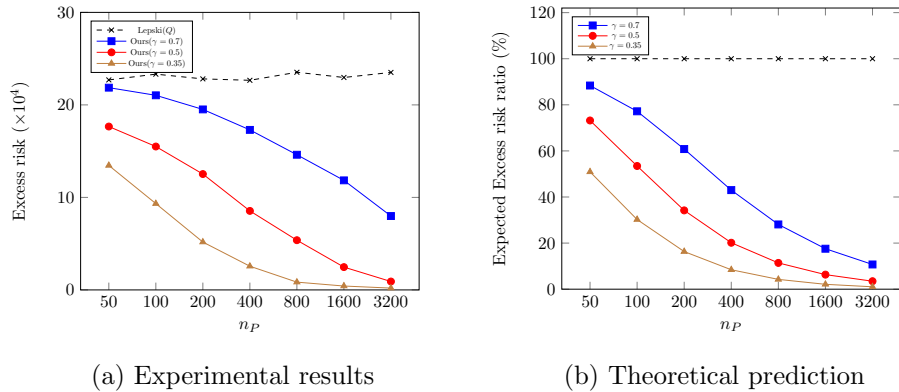 Lepski(Q)
Ours(γ = 0.7)
Ours(γ = 0.5)
Ours(γ = 0.35)
Excess risk (×10⁴)
30
20
10
0
50 100 200 400 800 1600 3200
n_P
(a) Experimental results
γ = 0.7
γ = 0.5
γ = 0.35
Expected Excess risk ratio (%)
120
100
80
60
40
20
0
50 100 200 400 800 1600 3200
n_P
(b) Theoretical prediction